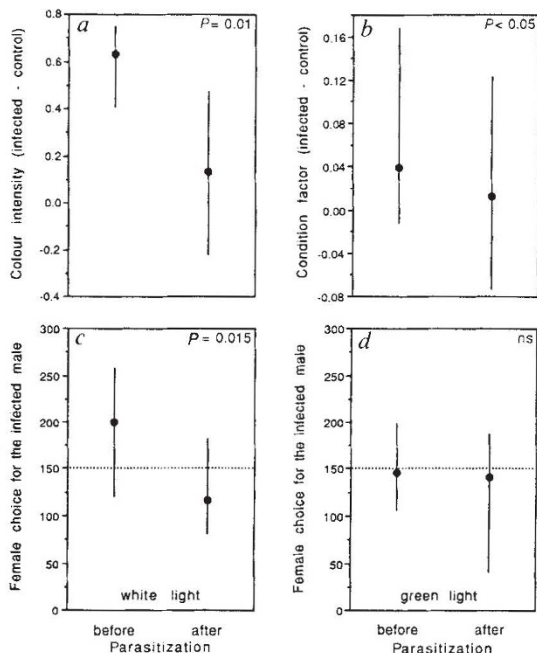 a
P = 0.01
Colour intensity (infected - control)
0.8
0.6
0.4
0.2
0.0
-0.2
-0.4
b
P < 0.05
Condition factor (infected - control)
0.16
0.12
0.08
0.04
0.00
-0.04
-0.08
c
P = 0.015
Female choice for the infected male
300
250
200
150
100
50
0
white light
before after
Parasitization
d
ns
Female choice for the infected male
300
250
200
150
100
50
0
green light
before after
Parasitization